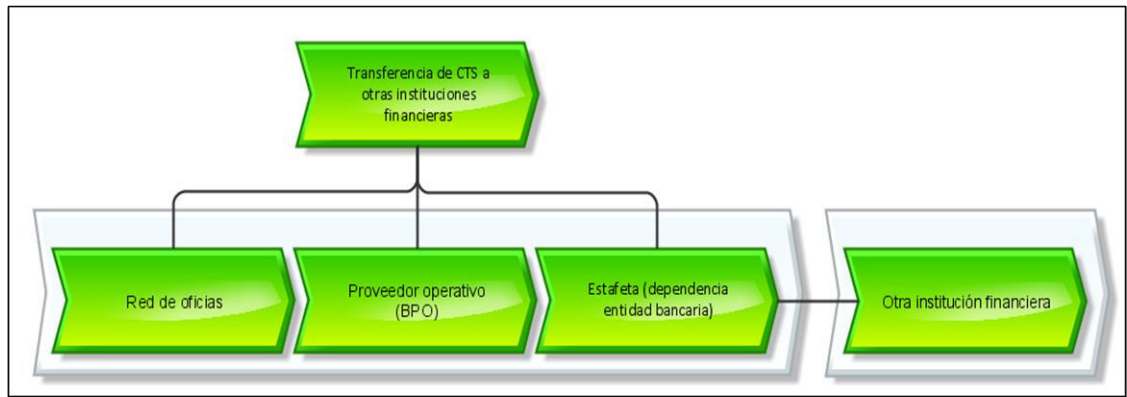 Transferencia de CTS a
otras instituciones
financieras
Red de oficias
Proveedor operativo
(BPO)
Estafeta (dependencia
entidad bancaria)
Otra institución financiera